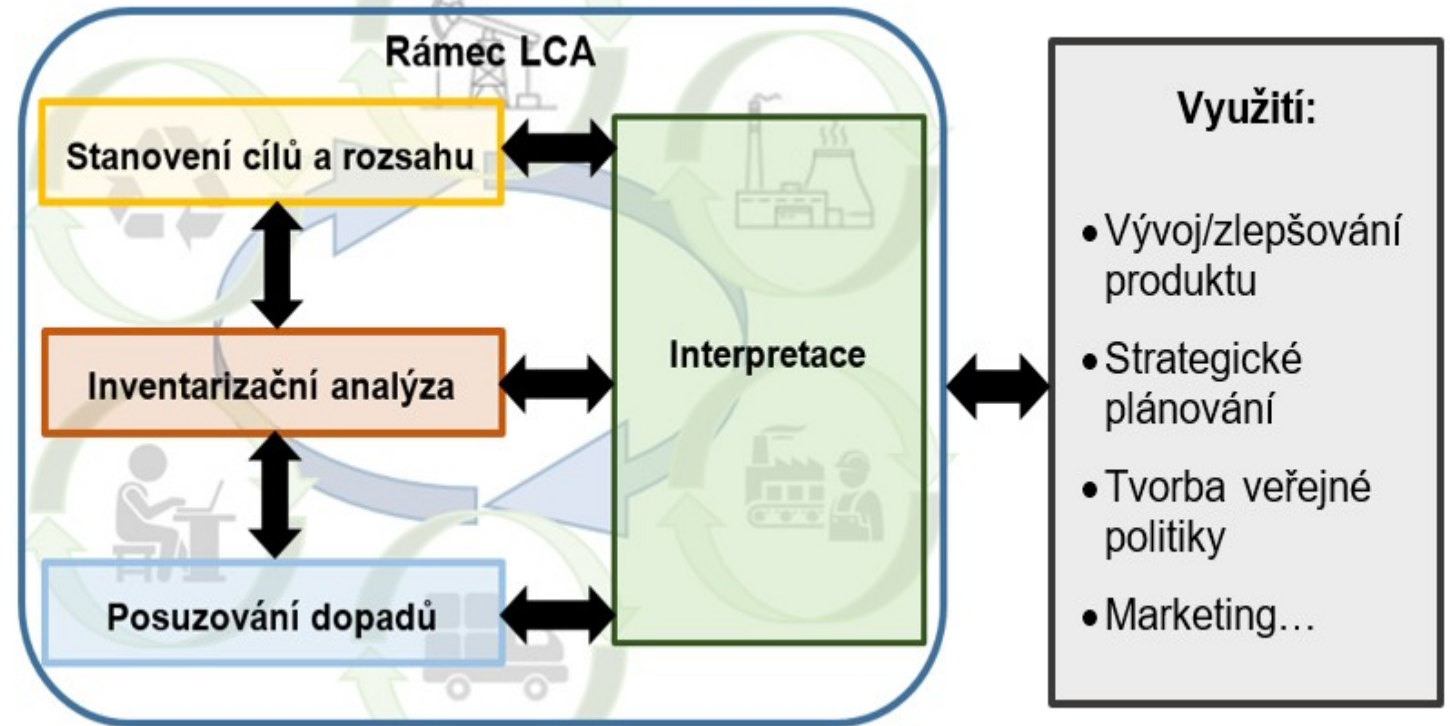 Rámec LCA
Stanovení cílů a rozsahu
Inventarizační analýza
Posuzování dopadů
Interpretace
Využití:
•Vývoj/zlepšování
produktu
•Strategické
plánování
•Tvorba veřejné
politiky
•Marketing…